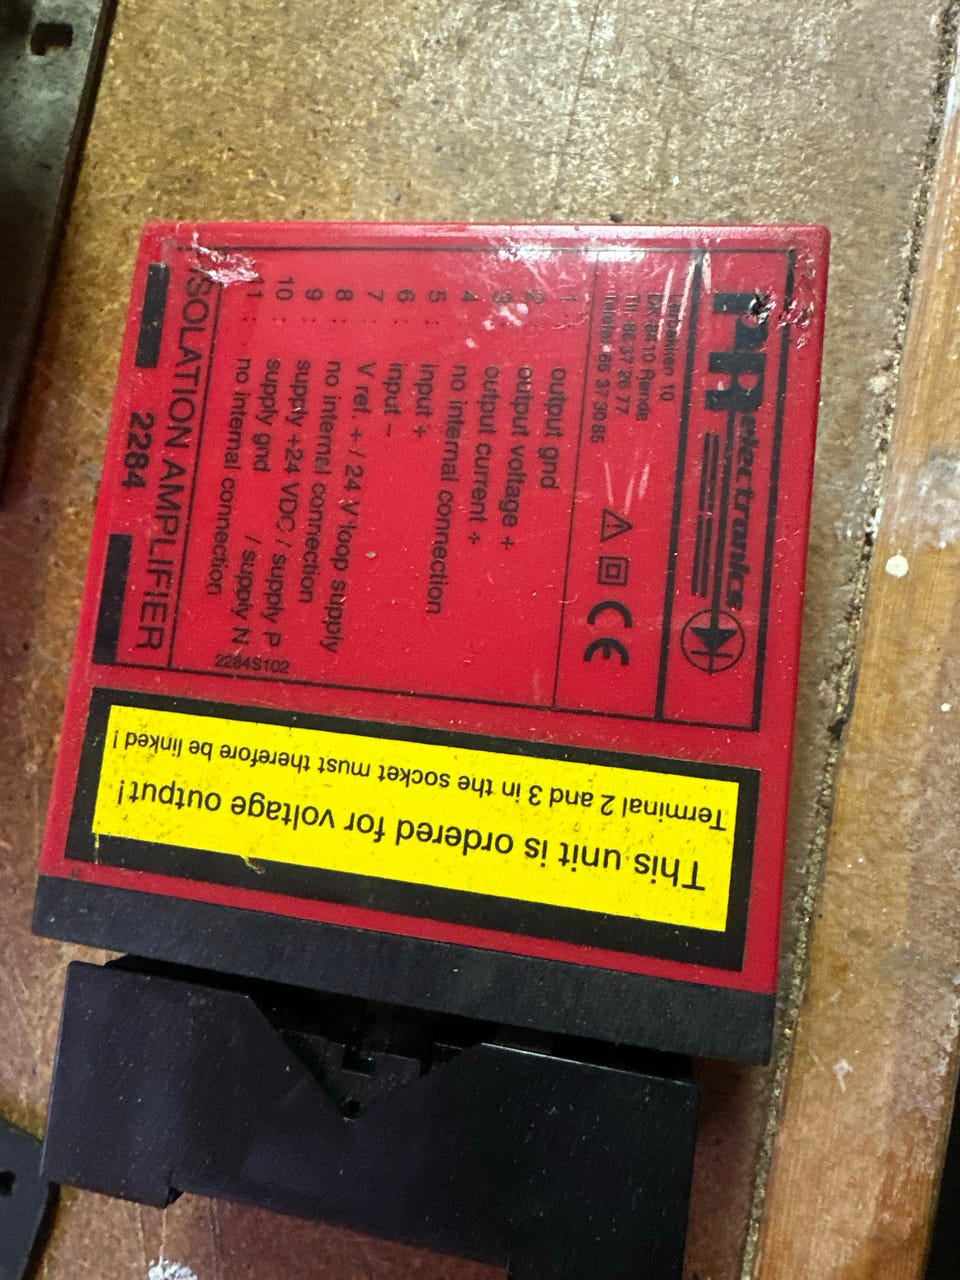 PR electronics
10
DK-8410 Rønde
Tlf. 86 37 26 77
Telefax 86 37 30 85
CE
1 : output gnd
2 : output voltage +
3 : output current +
4 : no internal connection
5 : input +
6 : input –
7 : V ref. + / 24 V loop supply
8 : no internal connection
9 : supply +24 VDC / supply P
10 : supply gnd / supply N
11 : no internal connection
2284S102
ISOLATION AMPLIFIER
2284
This unit is ordered for voltage output!
Terminal 2 and 3 in the socket must therefore be linked !